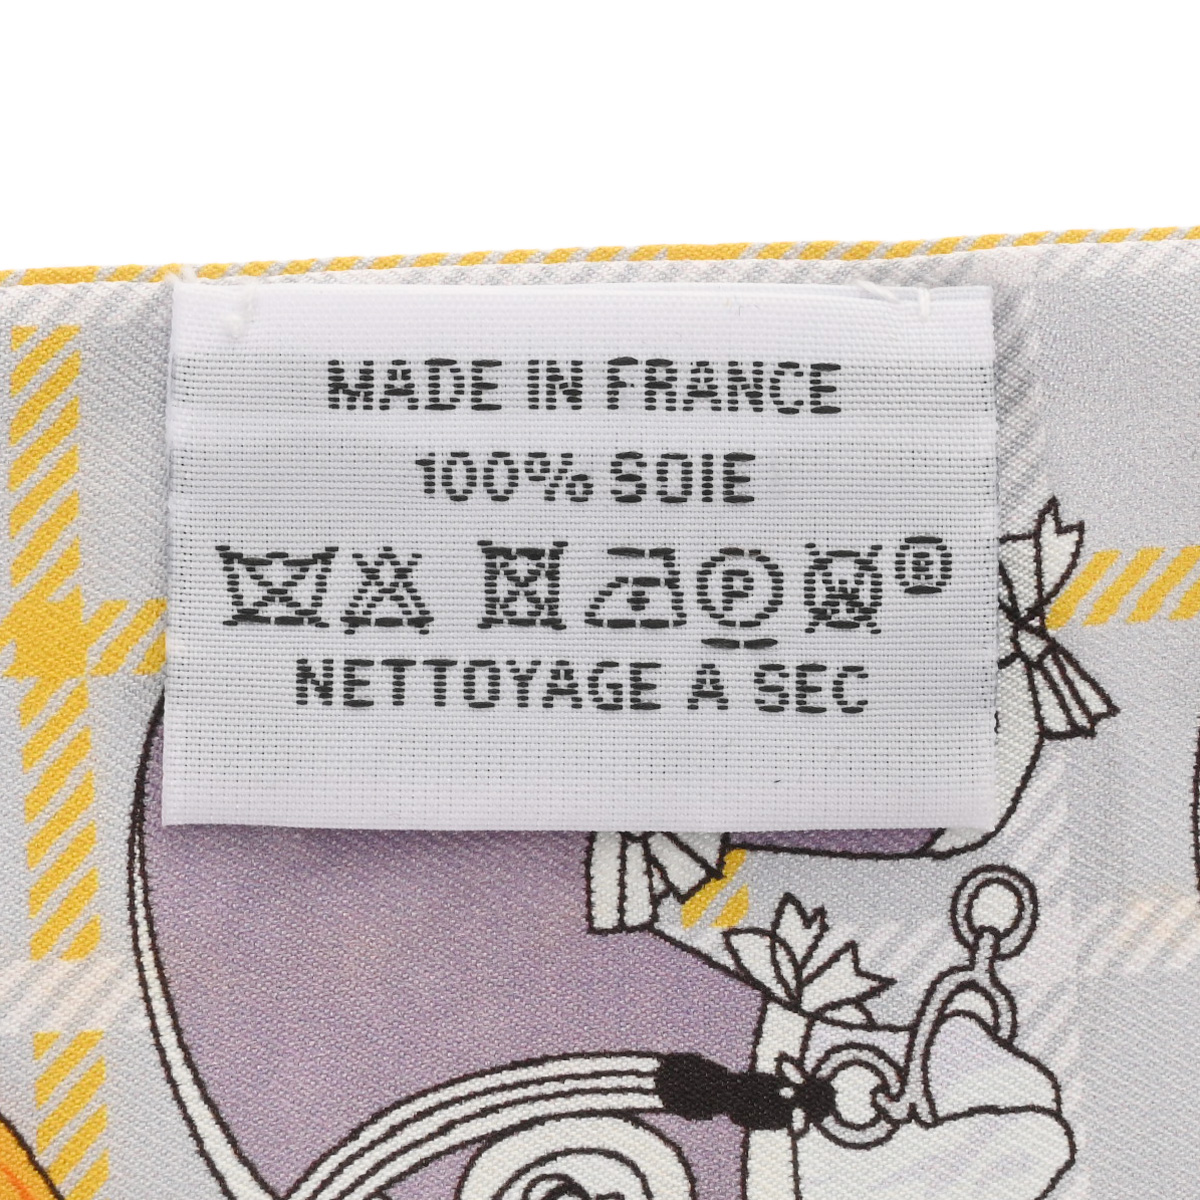 MADE IN FRANCE
100% SOIE
P W ®
NETTOYAGE A SEC